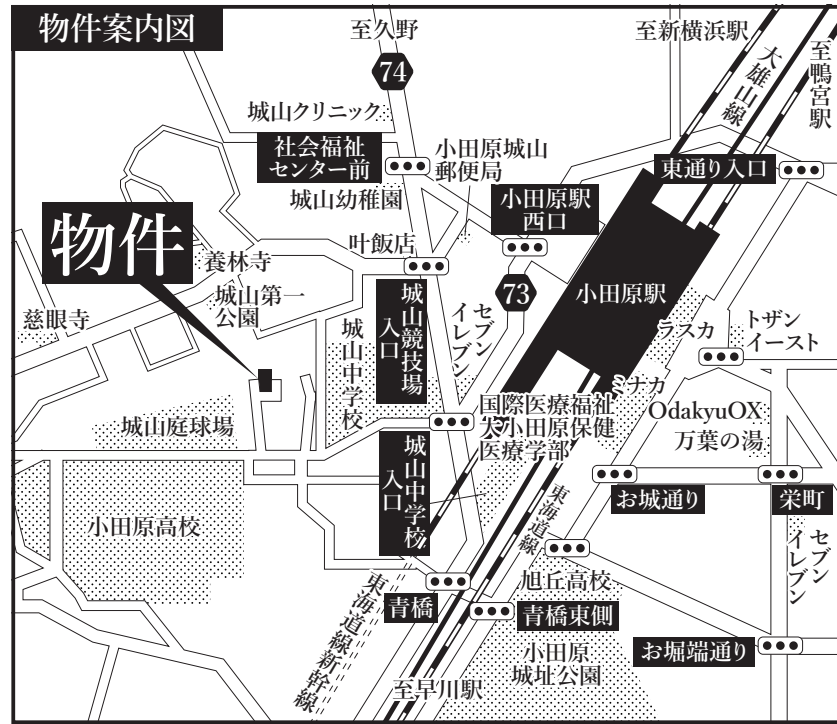 物件案内図
至久野
74
至新横浜駅
大雄山線
至鴨宮駅
城山クリニック
社会福祉
センター前
小田原城山
郵便局
東通り入口
城山幼稚園
小田原駅
西口
物件
叶飯店
養林寺
73
小田原駅
城山第一
公園
慈眼寺
城山競技場
入口
セブン
イレブン
城山中学校
ラスカ
トザン
イースト
ミナカ
城山庭球場
国際医療福祉
大小田原保健
医療学部
OdakyuOX
万葉の湯
城山中学校
入口
お城通り
栄町
小田原高校
東海道線
セブン
イレブン
旭丘高校
青橋
青橋東側
東海道線新幹線
小田原
城址公園
お堀端通り
至早川駅